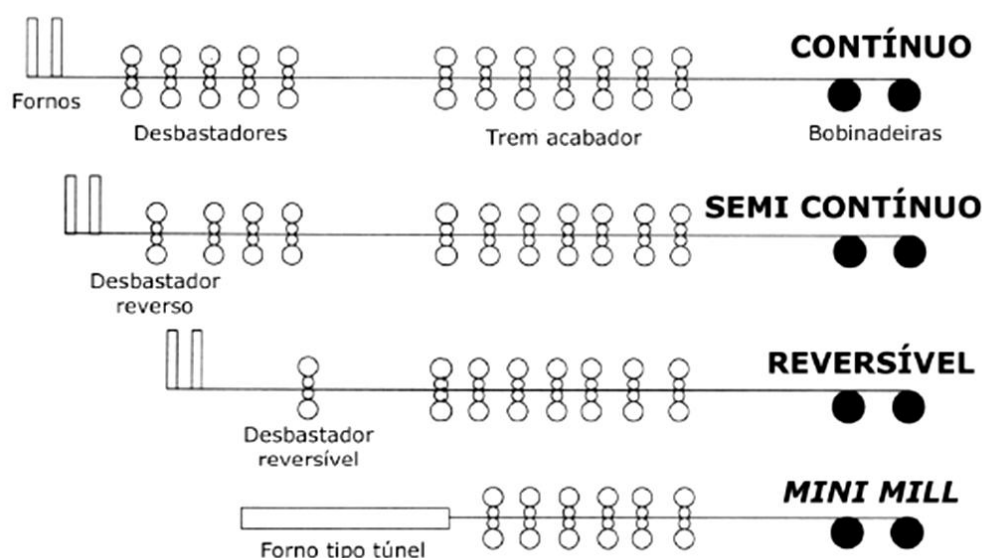 CONTÍNUO
Fornos
Desbastadores
Trem acabador
Bobinadeiras
SEMI CONTÍNUO
Desbastador
reverso
REVERSÍVEL
Desbastador
reversível
MINI MILL
Forno tipo túnel